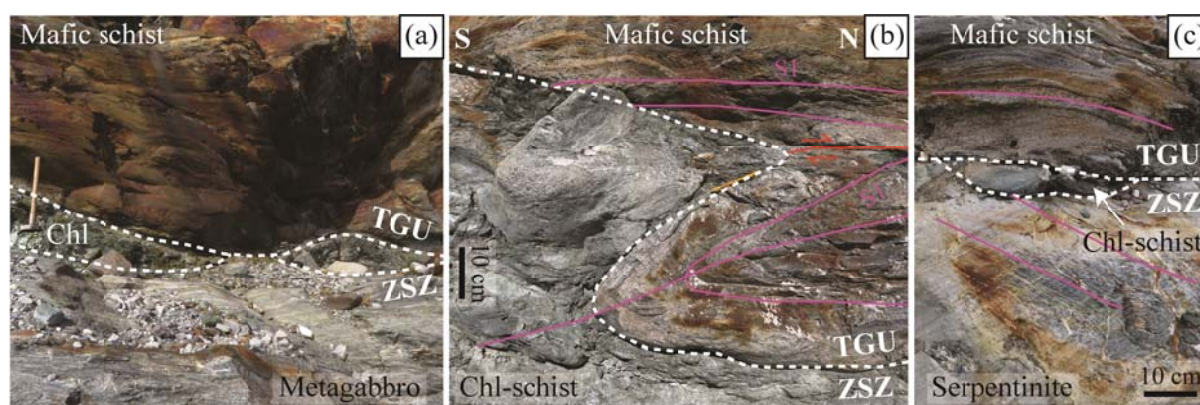 Mafic schist
(a)
Chl
TGU
ZSZ
Metagabbro
S
Mafic schist
N
(b)
S1
S1
10 cm
TGU
Chl-schist
ZSZ
Mafic schist
(c)
TGU
ZSZ
Chl-schist
Serpentinite
10 cm